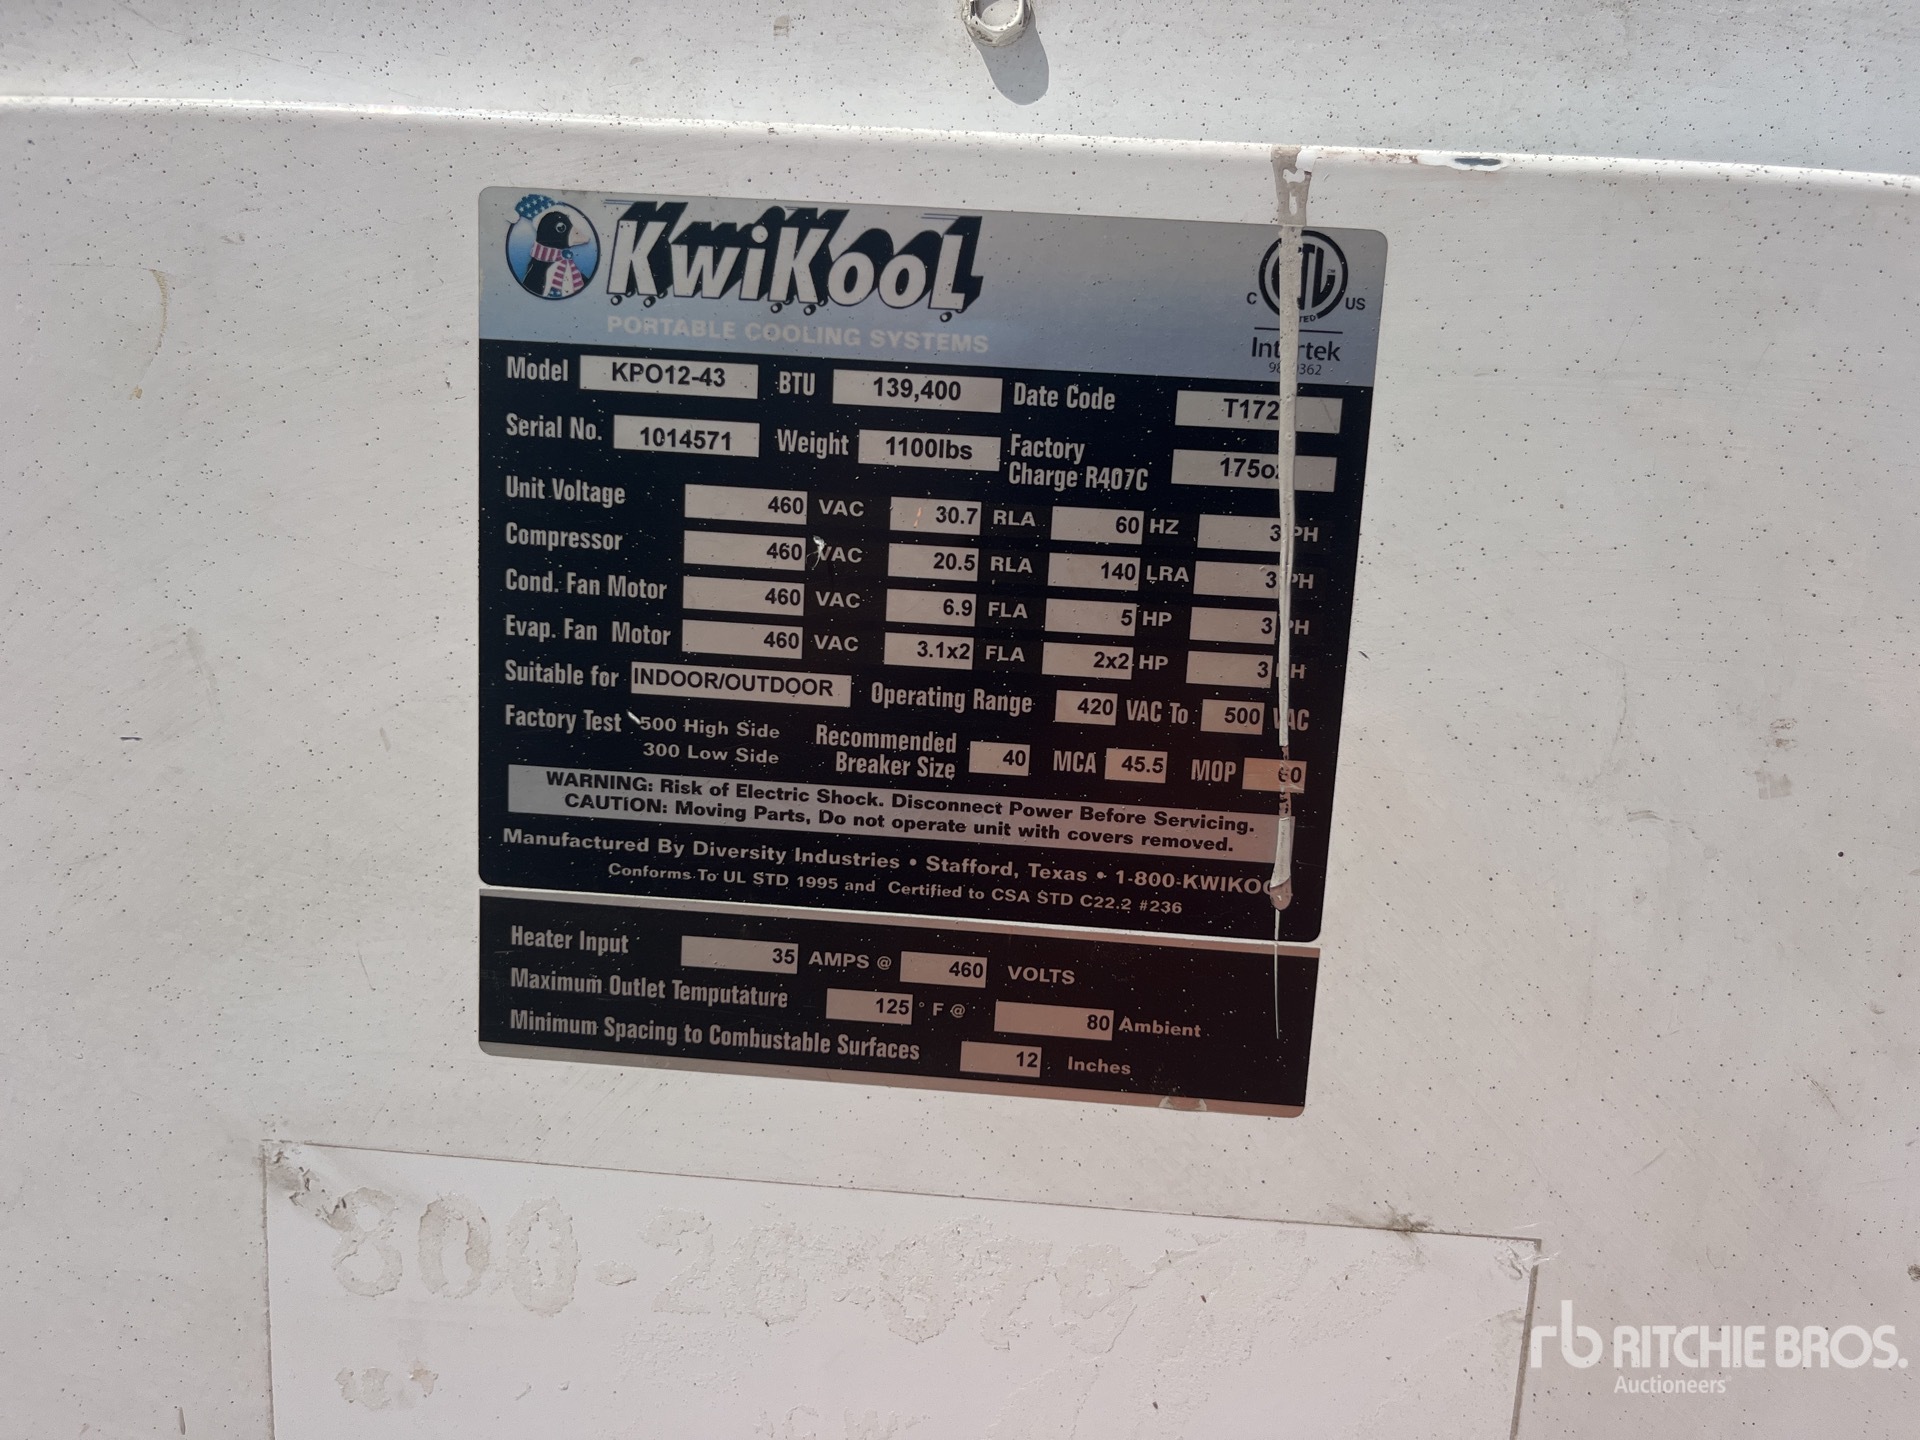 KwiKool
PORTABLE COOLING SYSTEMS
C US
Intertek
Model KPO12-43 BTU 139,400 Date Code T172
Serial No. 1014571 Weight 1100lbs Factory Charge R407C 175oz
Unit Voltage 460 VAC 30.7 RLA 60 HZ 3 PH
Compressor 460 VAC 20.5 RLA 140 LRA 3 PH
Cond. Fan Motor 460 VAC 6.9 FLA 5 HP 3 PH
Evap. Fan Motor 460 VAC 3.1x2 FLA 2x2 HP 3 PH
Suitable for INDOOR/OUTDOOR Operating Range 420 VAC To 500 VAC
Factory Test 500 High Side
300 Low Side
Recommended Breaker Size 40 MCA 45.5 MOP 60
WARNING: Risk of Electric Shock. Disconnect Power Before Servicing.
CAUTION: Moving Parts, Do not operate unit with covers removed.
Manufactured By Diversity Industries • Stafford, Texas • 1-800-KWIKOO
Conforms To UL STD 1995 and Certified to CSA STD C22.2 #236
Heater Input 35 AMPS @ 460 VOLTS
Maximum Outlet Temputature 125 ° F @ 80 Ambient
Minimum Spacing to Combustable Surfaces 12 Inches
rb RITCHIE BROS.
Auctioneers